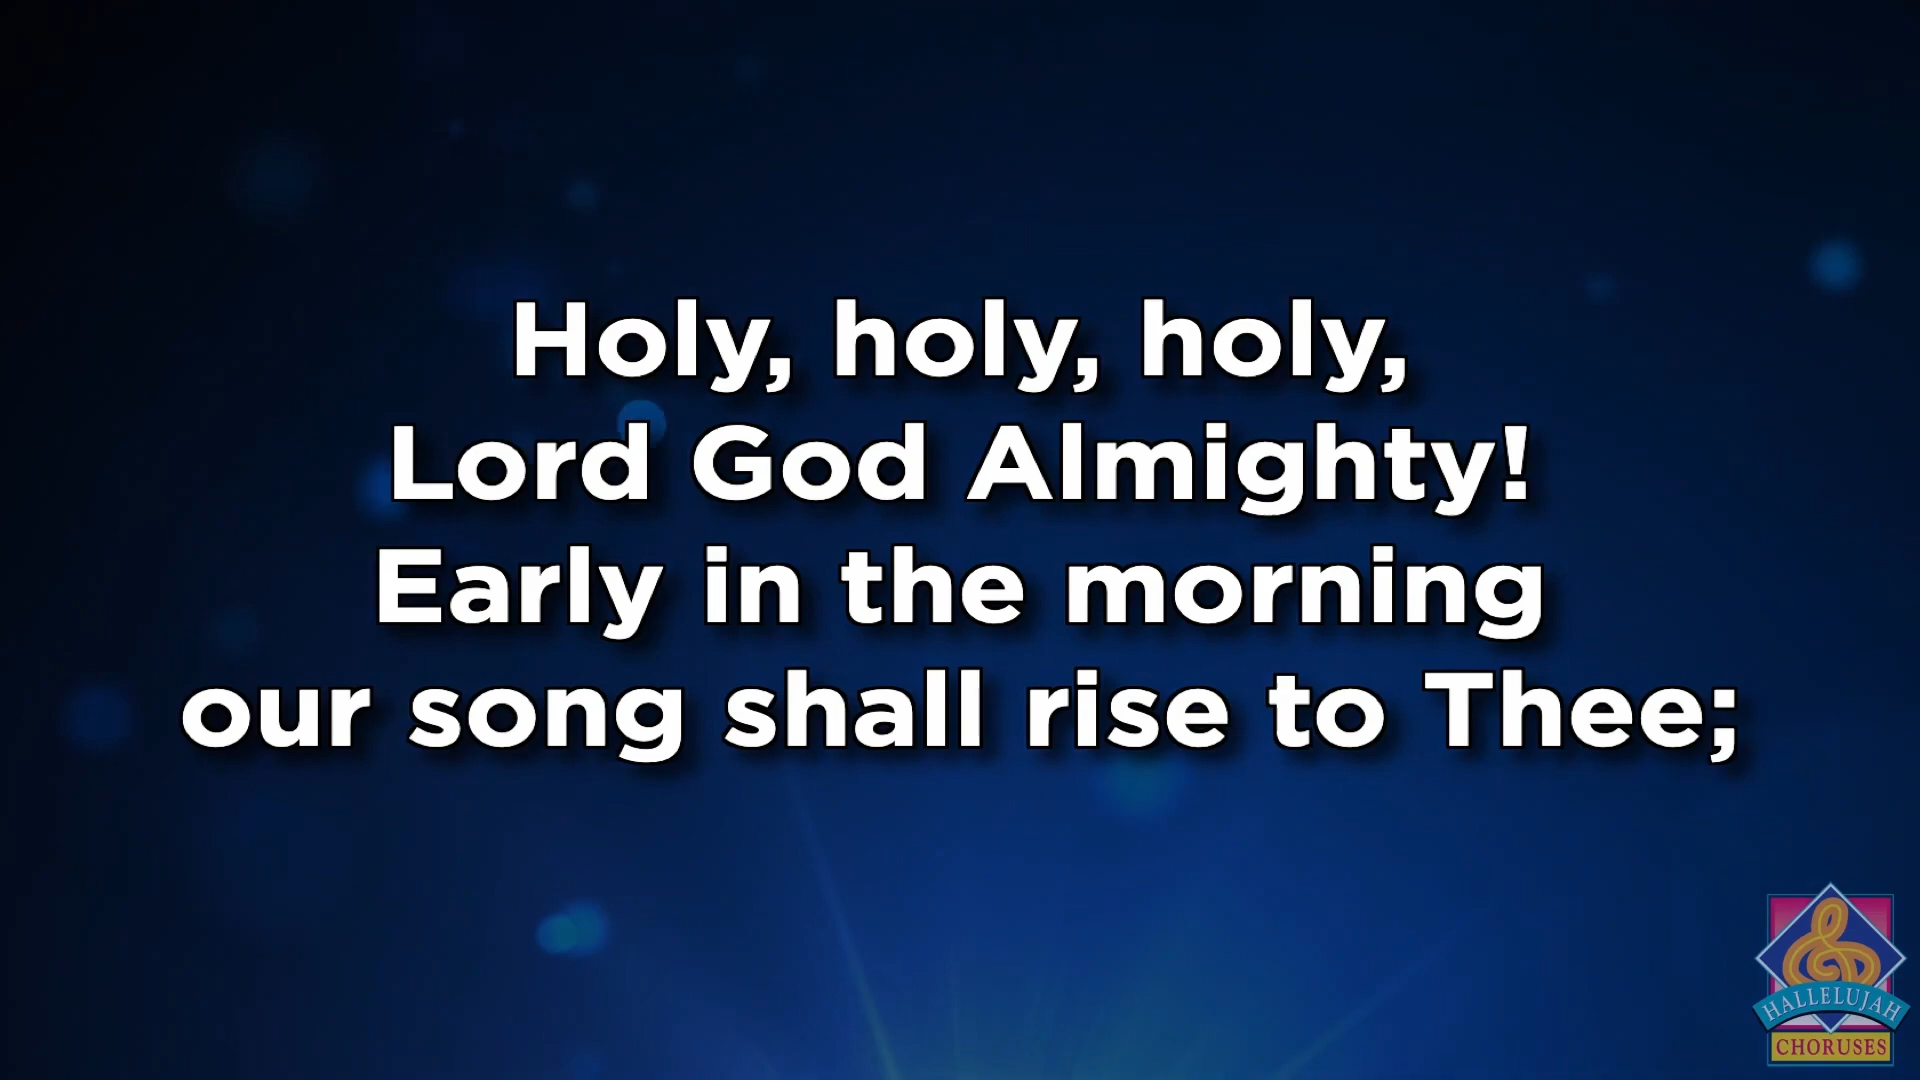 Holy, holy, holy,
Lord God Almighty!
Early in the morning
our song shall rise to Thee;
HALLELUJAH
CHORUSES